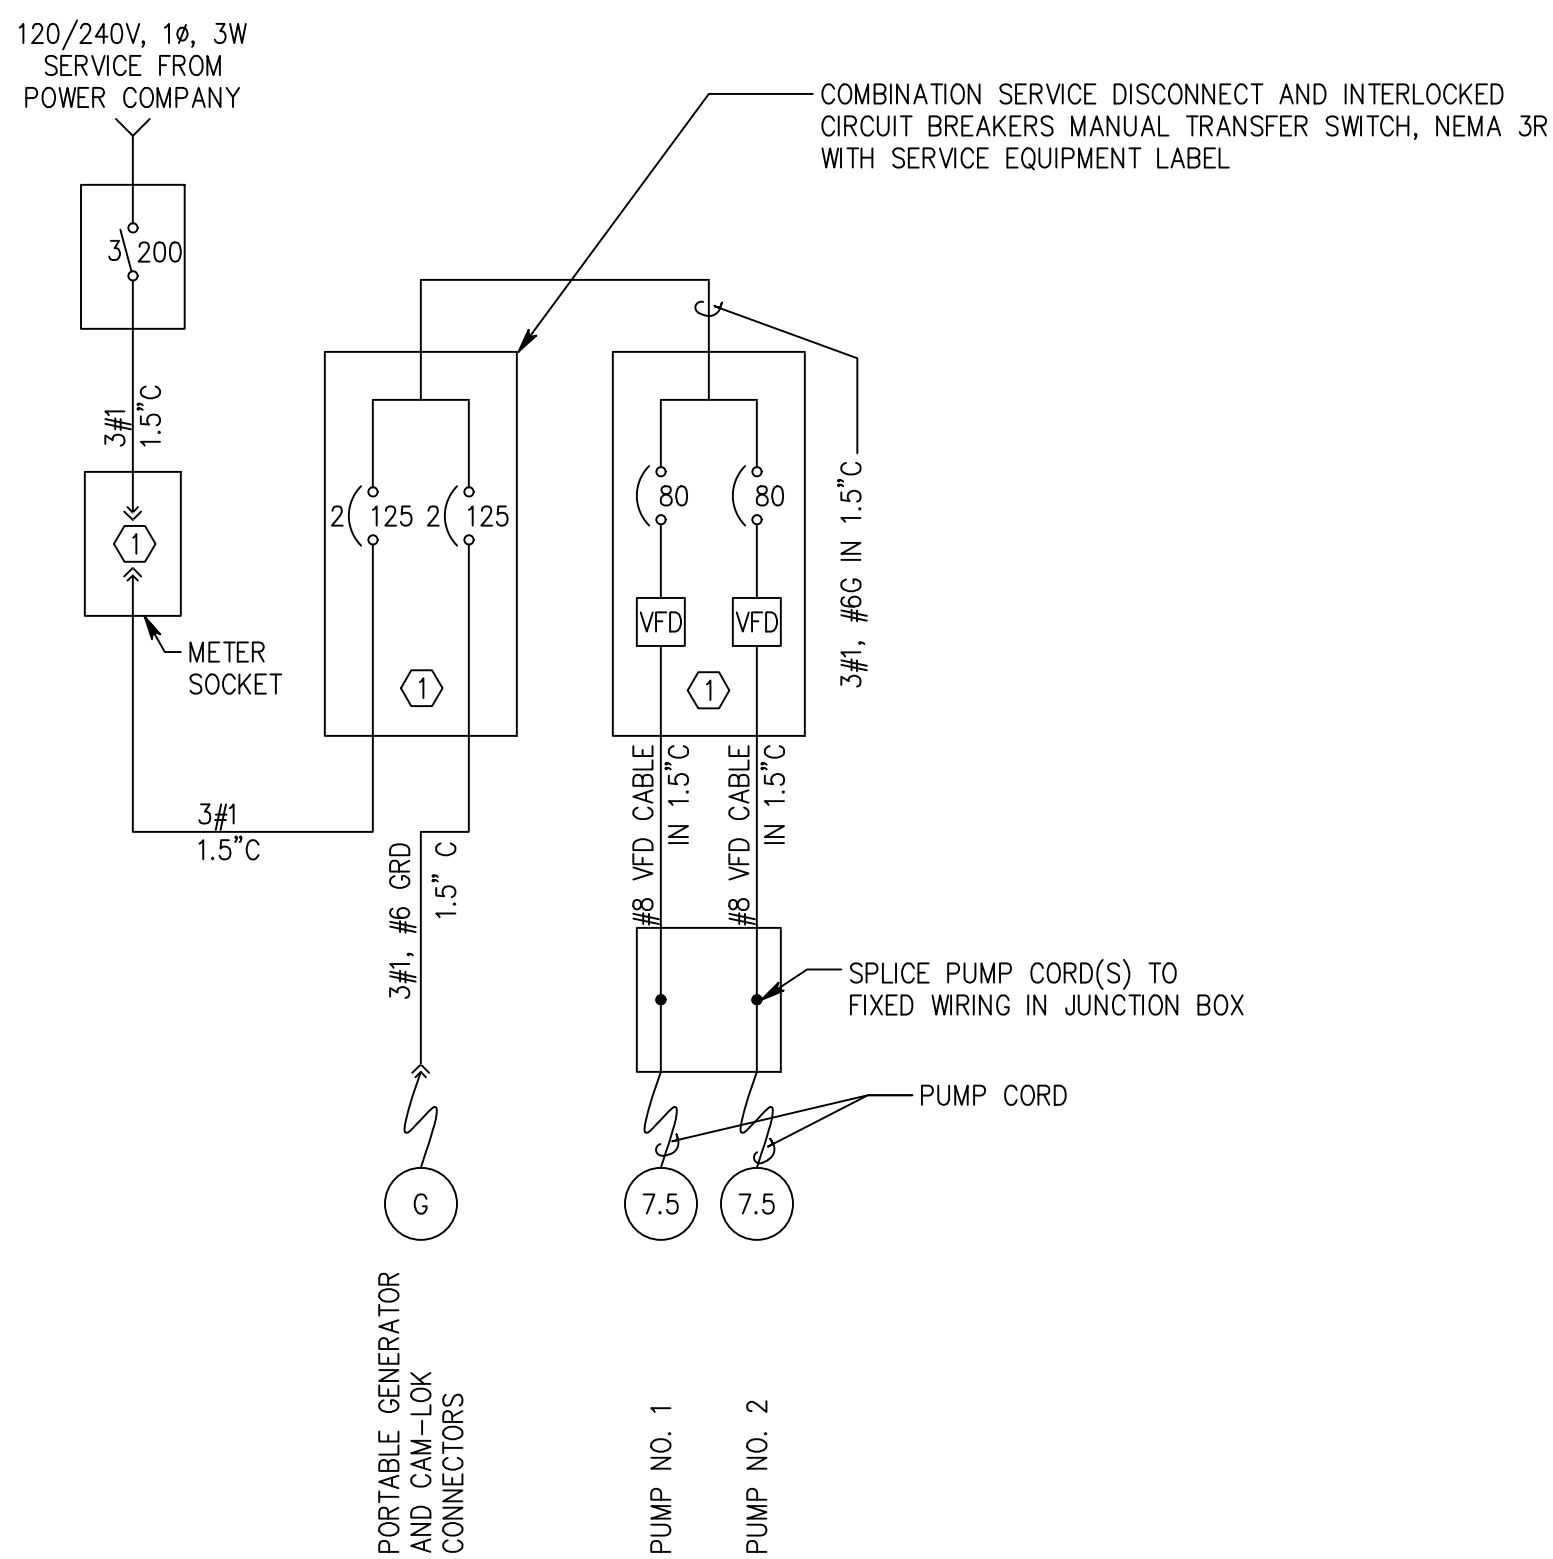 120/240V, 1ø, 3W
SERVICE FROM
POWER COMPANY
COMBINATION SERVICE DISCONNECT AND INTERLOCKED
CIRCUIT BREAKERS MANUAL TRANSFER SWITCH, NEMA 3R
WITH SERVICE EQUIPMENT LABEL
3 200
3#1
1.5"C
1
METER
SOCKET
2 125 2 125
1
80 80
VFD VFD
1
3#1, #6G IN 1.5"C
3#1
1.5"C
3#1, #6 GRD
1.5" C
#8 VFD CABLE
IN 1.5"C
#8 VFD CABLE
IN 1.5"C
SPLICE PUMP CORD(S) TO
FIXED WIRING IN JUNCTION BOX
PUMP CORD
G
7.5
7.5
PORTABLE GENERATOR
AND CAM-LOK
CONNECTORS
PUMP NO. 1
PUMP NO. 2